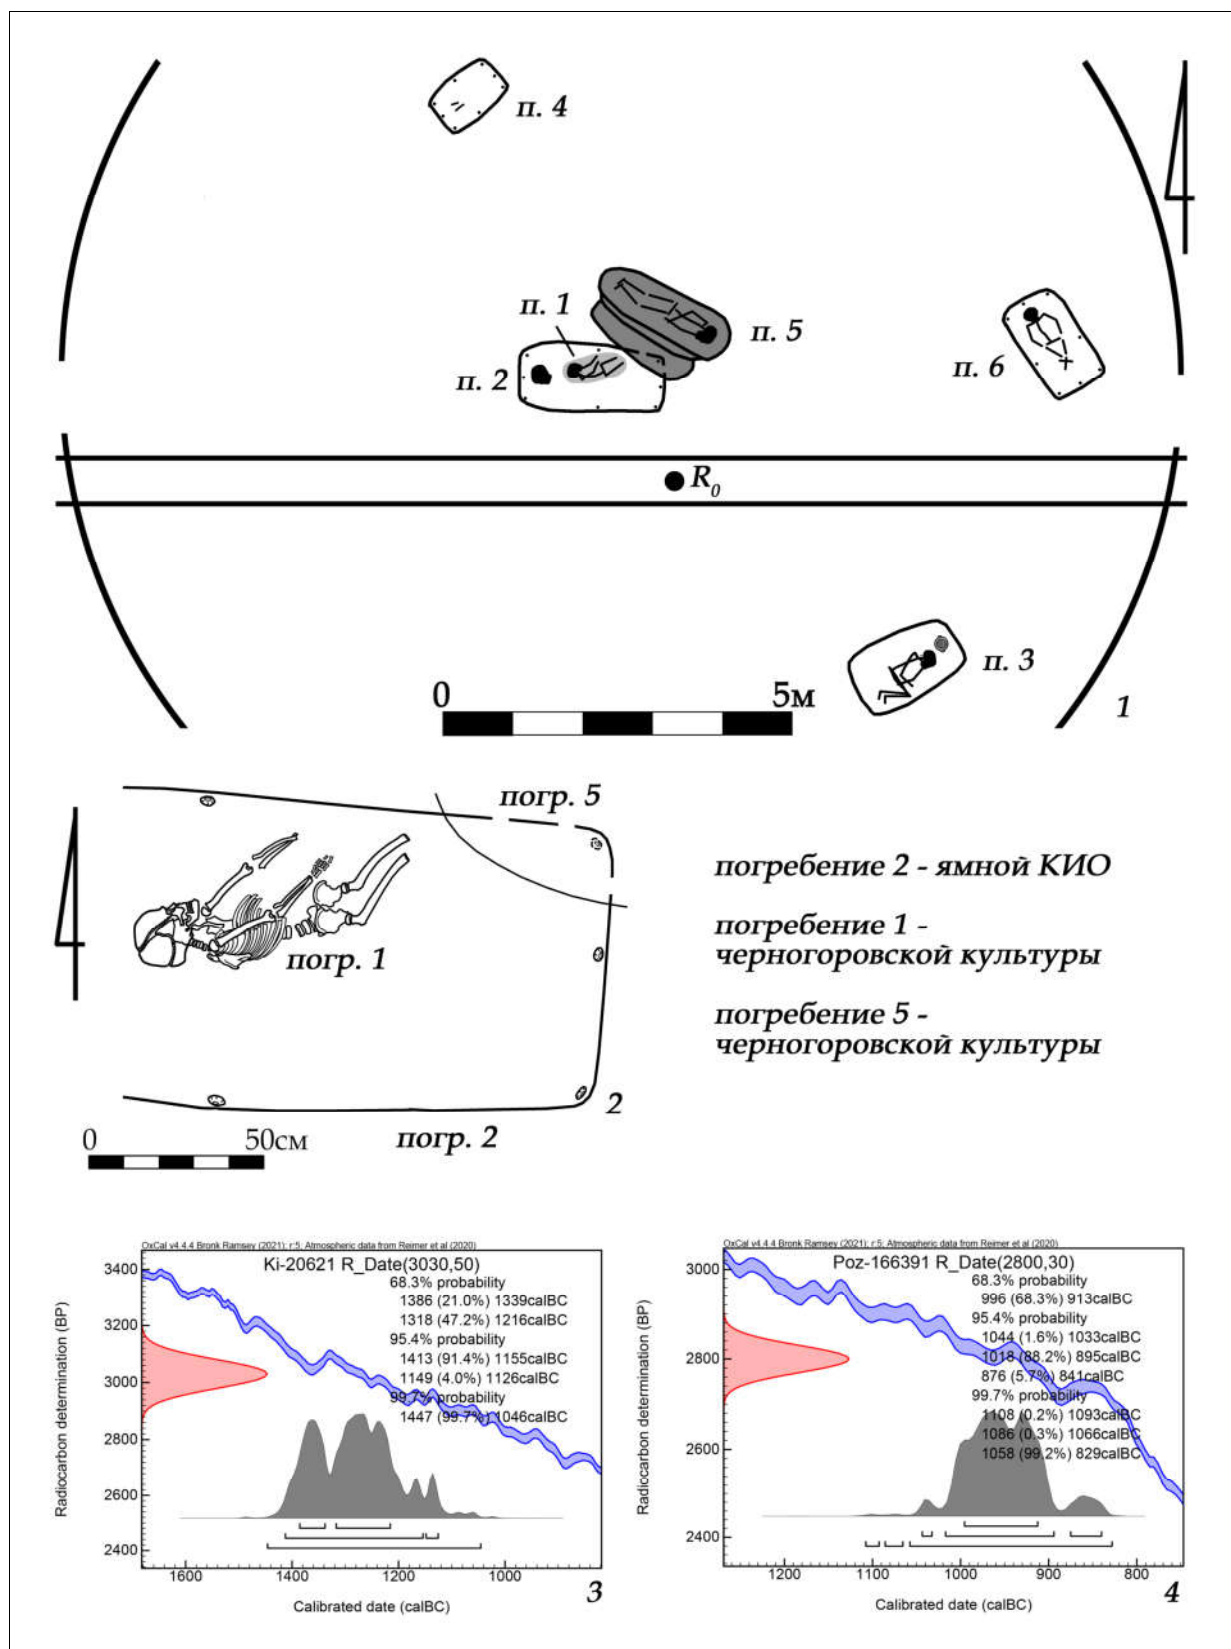 п. 4
п. 1
п. 5
п. 2
п. 6
R₀
п. 3
0 5м
1
погр. 5
погр. 1
2
0 50см
погр. 2
погребение 2 - ямной КИО
погребение 1 -
черногоровской культуры
погребение 5 -
черногоровской культуры
OxCal v4.4.4 Bronk Ramsey (2021); r:5; Atmospheric data from Reimer et al (2020)
Ki-20621 R_Date(3030,50)
68.3% probability
1386 (21.0%) 1339calBC
1318 (47.2%) 1216calBC
95.4% probability
1413 (91.4%) 1155calBC
1149 (4.0%) 1126calBC
99.7% probability
1447 (99.7%) 1046calBC
Radiocarbon determination (BP)
3400
3200
3000
2800
2600
2400
1600 1400 1200 1000
Calibrated date (calBC)
3
OxCal v4.4.4 Bronk Ramsey (2021); r:5; Atmospheric data from Reimer et al (2020)
Poz-166391 R_Date(2800,30)
68.3% probability
996 (68.3%) 913calBC
95.4% probability
1044 (1.6%) 1033calBC
1018 (88.2%) 895calBC
876 (5.7%) 841calBC
99.7% probability
1108 (0.2%) 1093calBC
1086 (0.3%) 1066calBC
1058 (99.2%) 829calBC
Radiocarbon determination (BP)
3000
2800
2600
2400
1200 1000 900 800
Calibrated date (calBC)
4